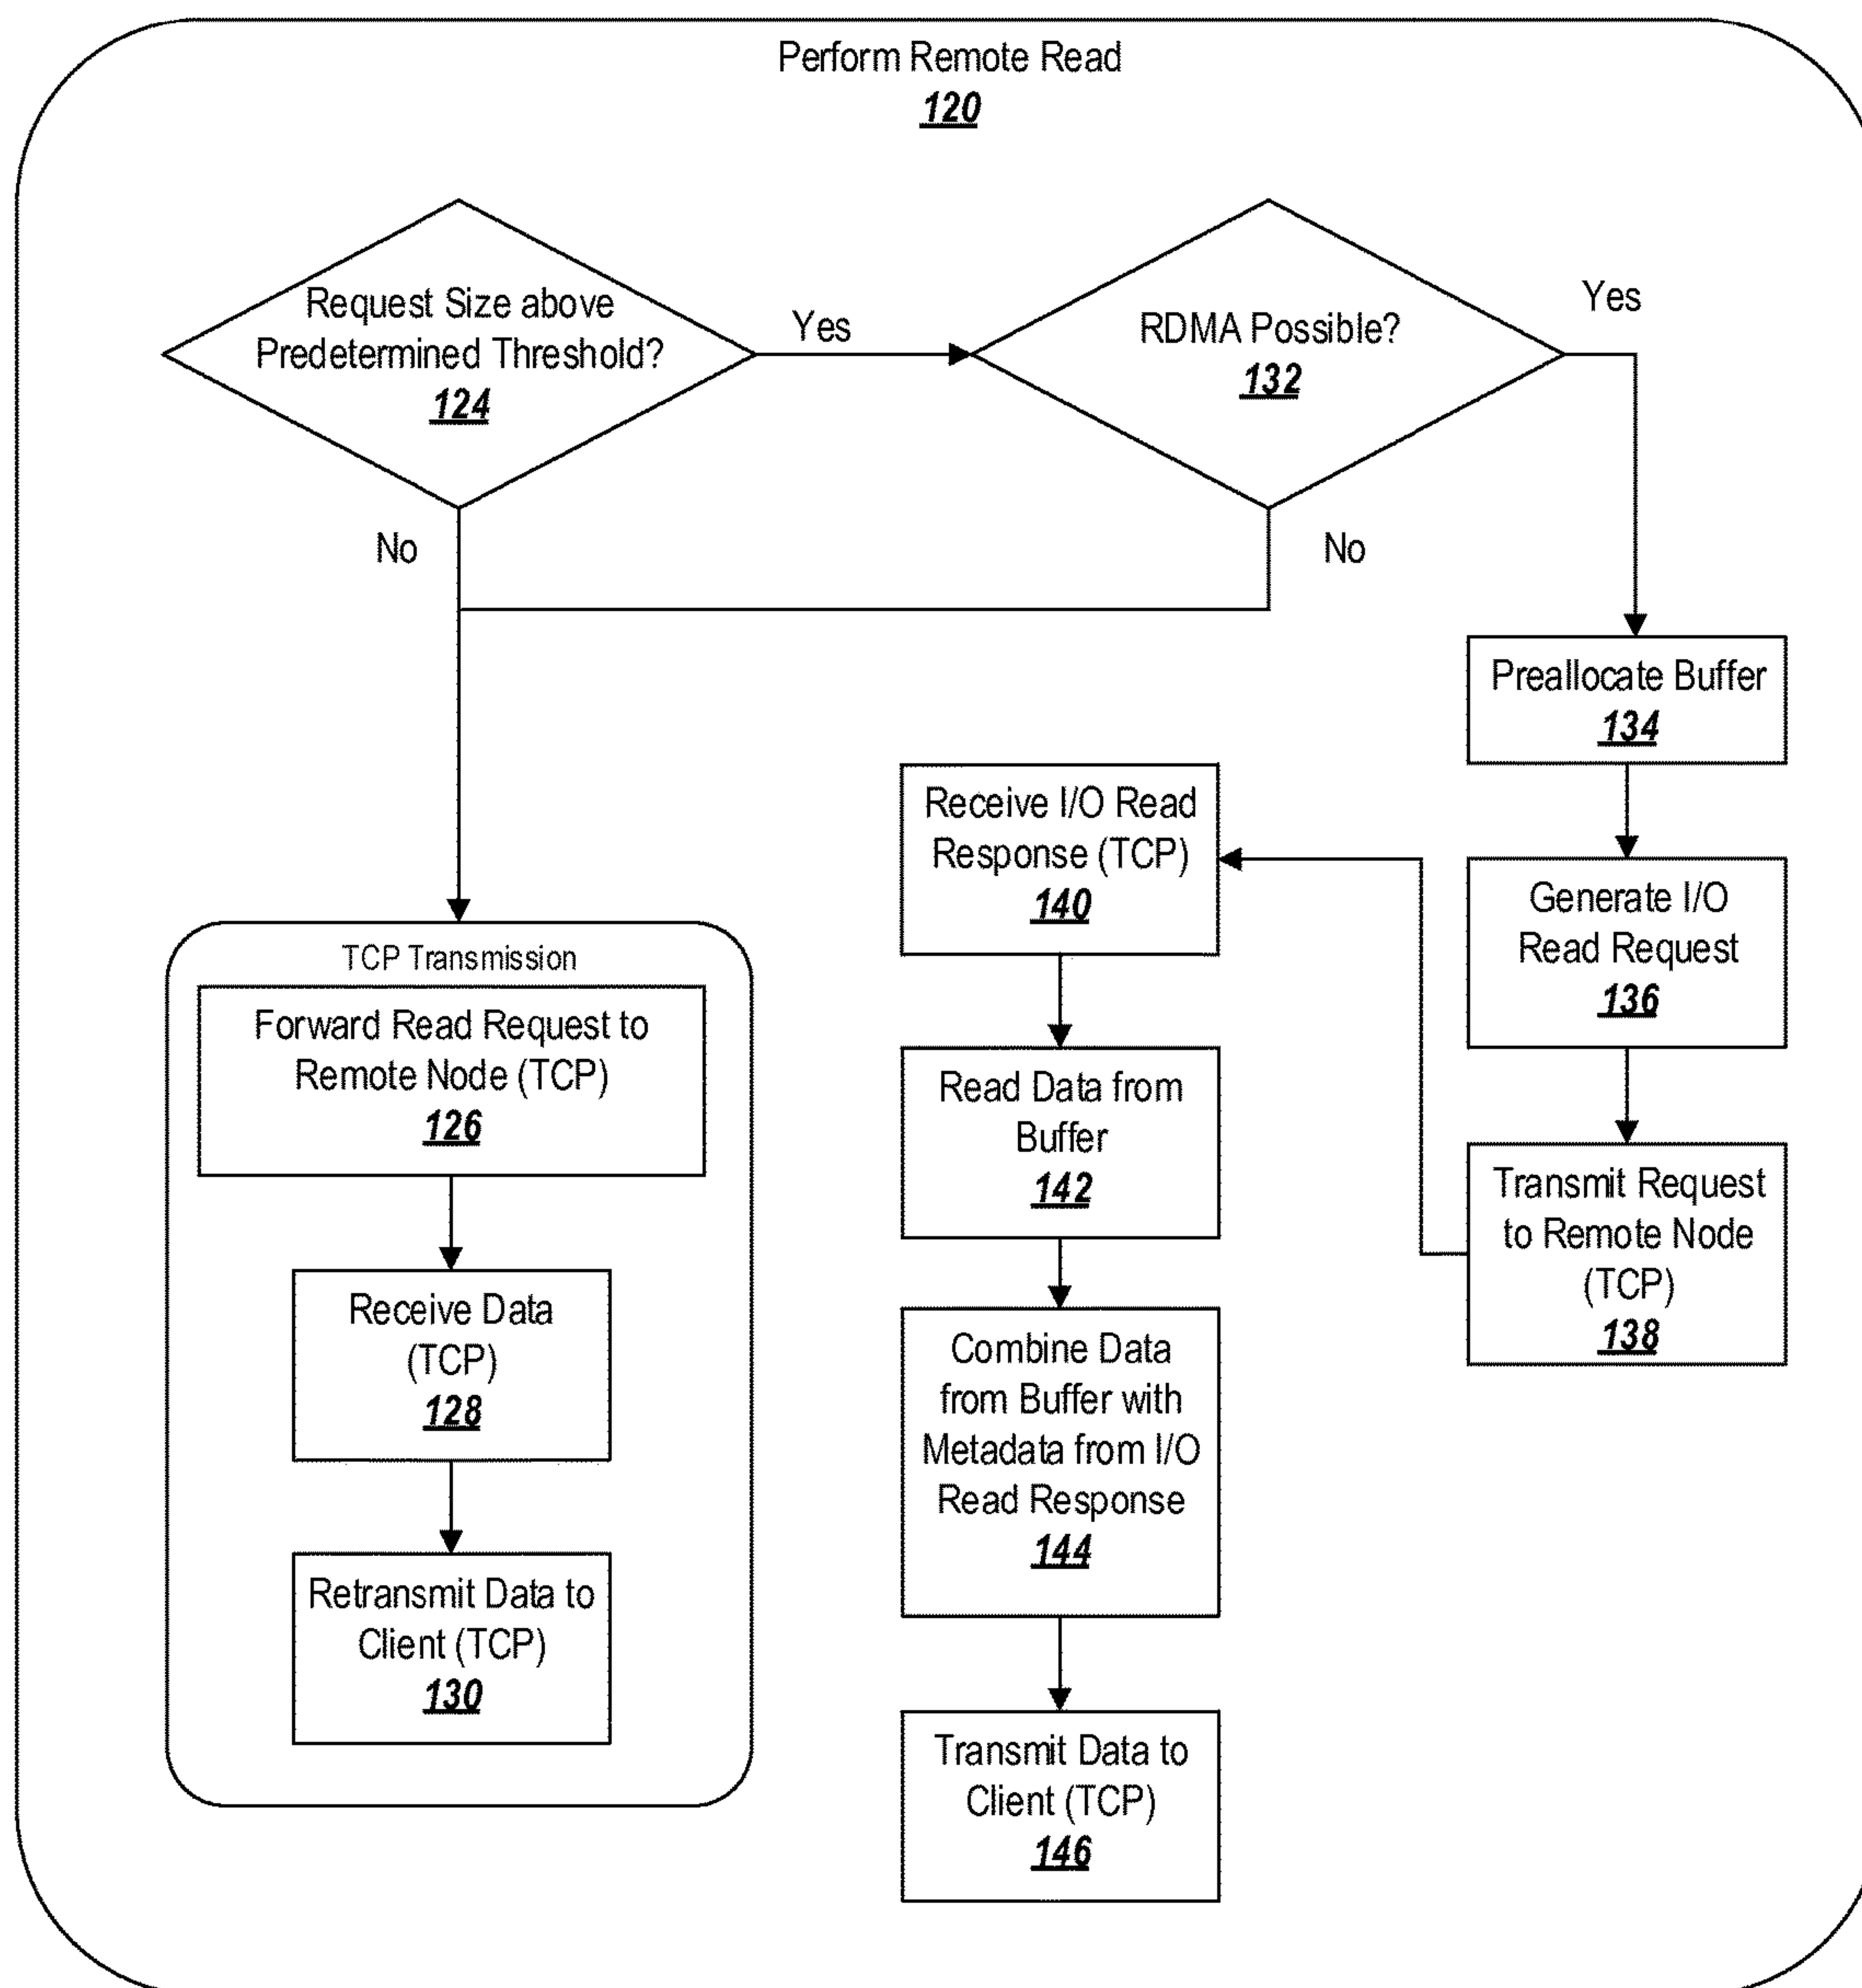 Perform Remote Read
120
Request Size above
Predetermined Threshold?
124
Yes
RDMA Possible?
132
Yes
No
No
Preallocate Buffer
134
Generate I/O
Read Request
136
Transmit Request
to Remote Node
(TCP)
138
Receive I/O Read
Response (TCP)
140
Read Data from
Buffer
142
Combine Data
from Buffer with
Metadata from I/O
Read Response
144
Transmit Data to
Client (TCP)
146
TCP Transmission
Forward Read Request to
Remote Node (TCP)
126
Receive Data
(TCP)
128
Retransmit Data to
Client (TCP)
130